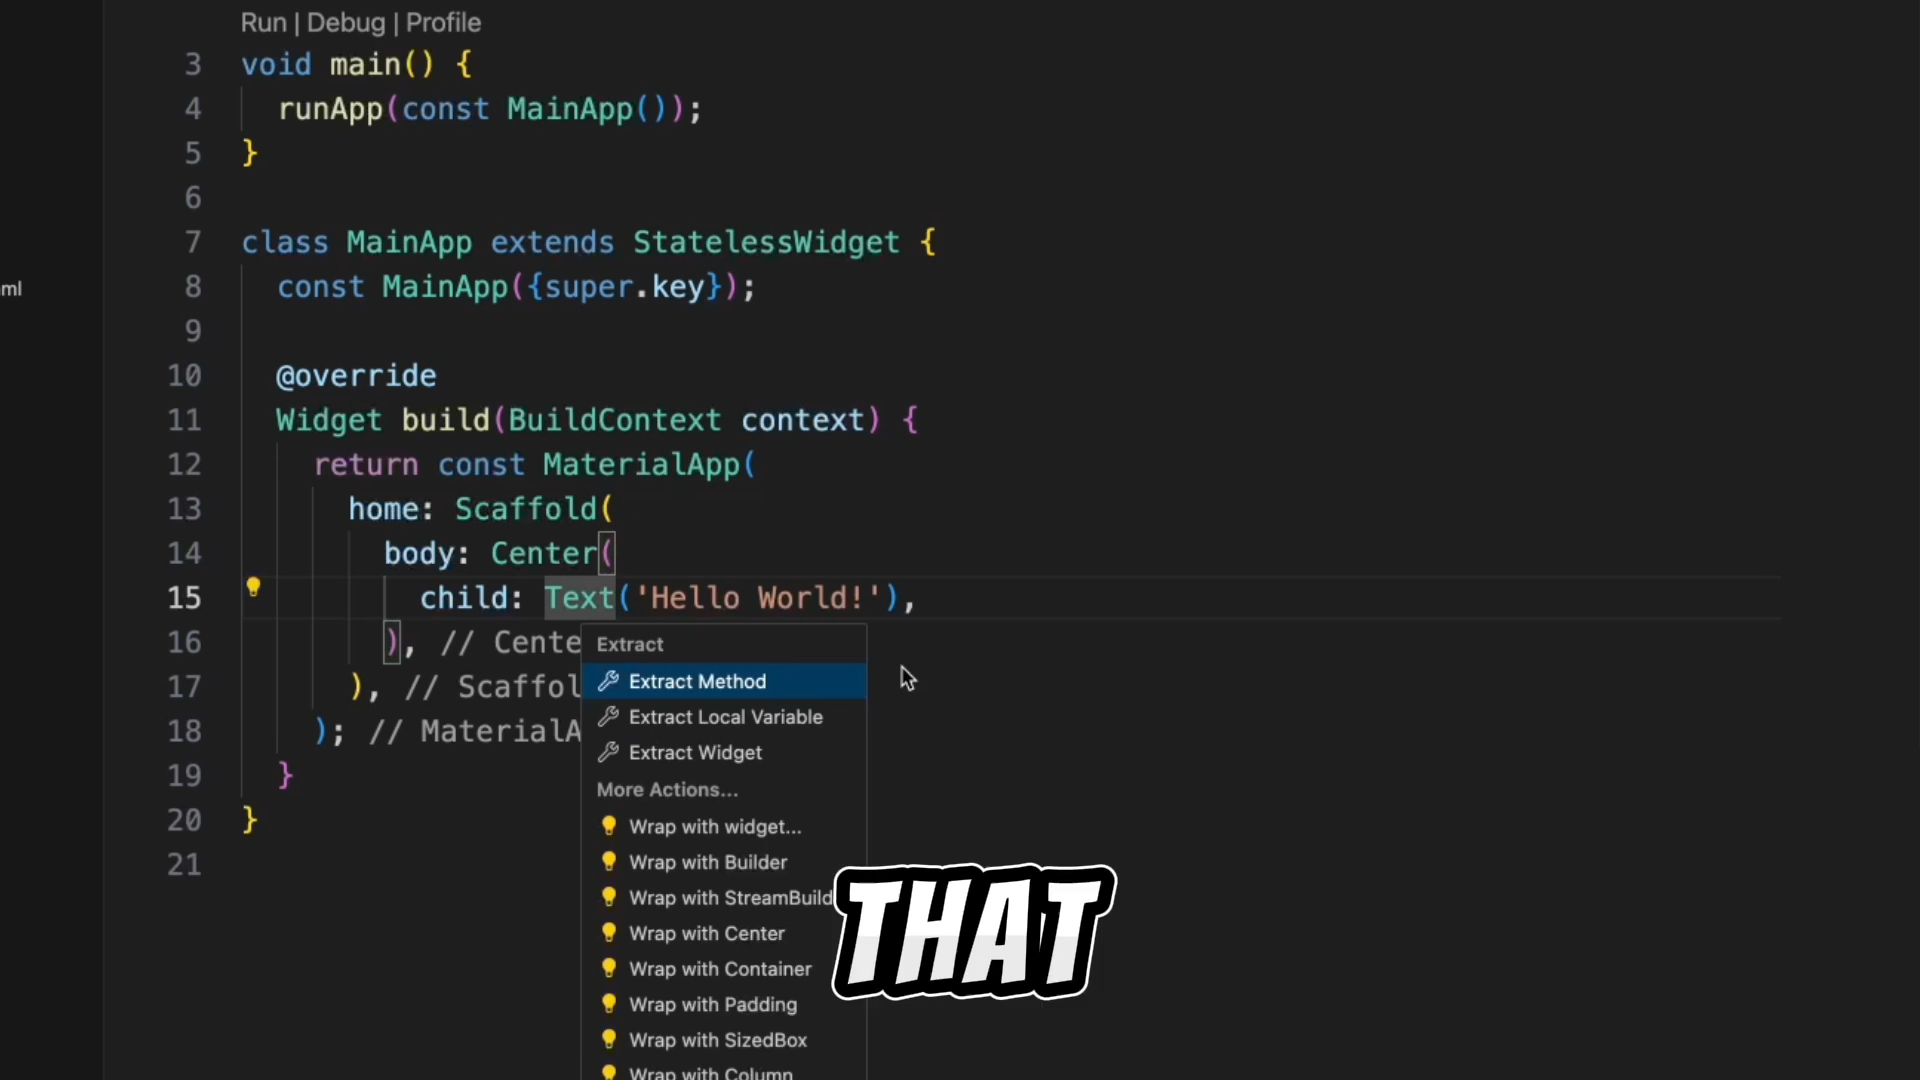 Run | Debug | Profile
3 void main() {
4 runApp(const MainApp());
5 }
6
7 class MainApp extends StatelessWidget {
8 const MainApp({super.key});
9
ml
10 @override
11 Widget build(BuildContext context) {
12 return const MaterialApp(
13 home: Scaffold(
14 body: Center(
15 child: Text('Hello World!'),
16 ), // Cente
17 ), // Scaffol
18 ); // MaterialA
19 }
20 }
21
Extract
Extract Method
Extract Local Variable
Extract Widget
More Actions...
Wrap with widget...
Wrap with Builder
Wrap with StreamBuild
Wrap with Center
Wrap with Container
Wrap with Padding
Wrap with SizedBox
Wrap with Column
THAT